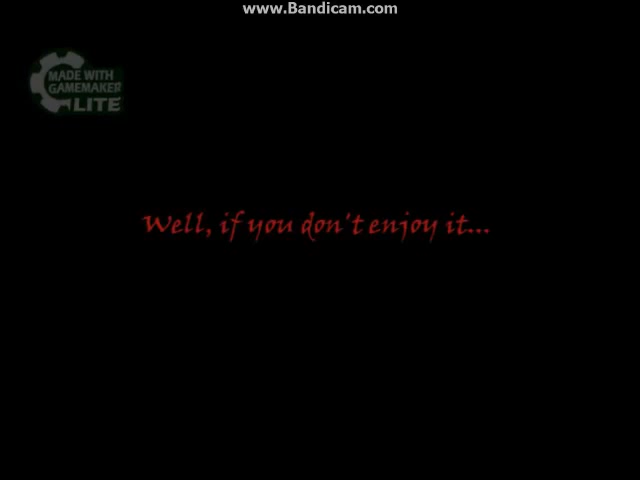 www.Bandicam.com
MADE WITH
GAMEMAKER
LITE
Well, if you don't enjoy it...